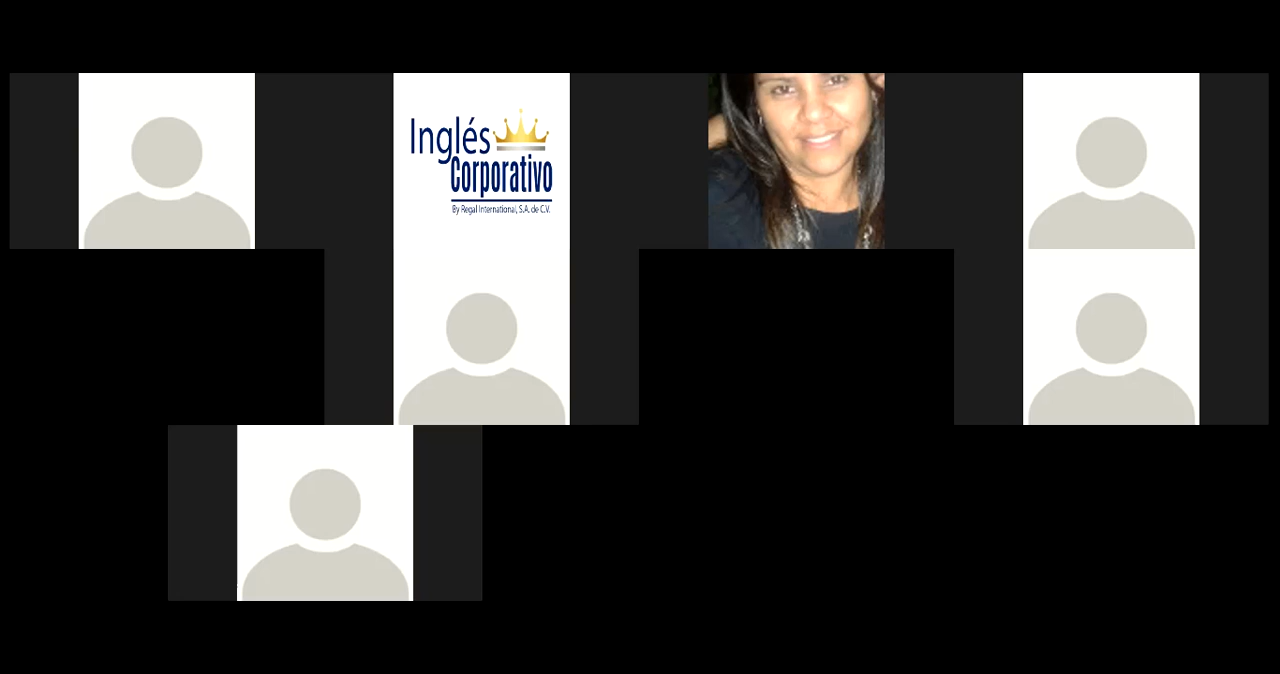 Inglés
Corporativo
By Regal International, S.A. de C.V.